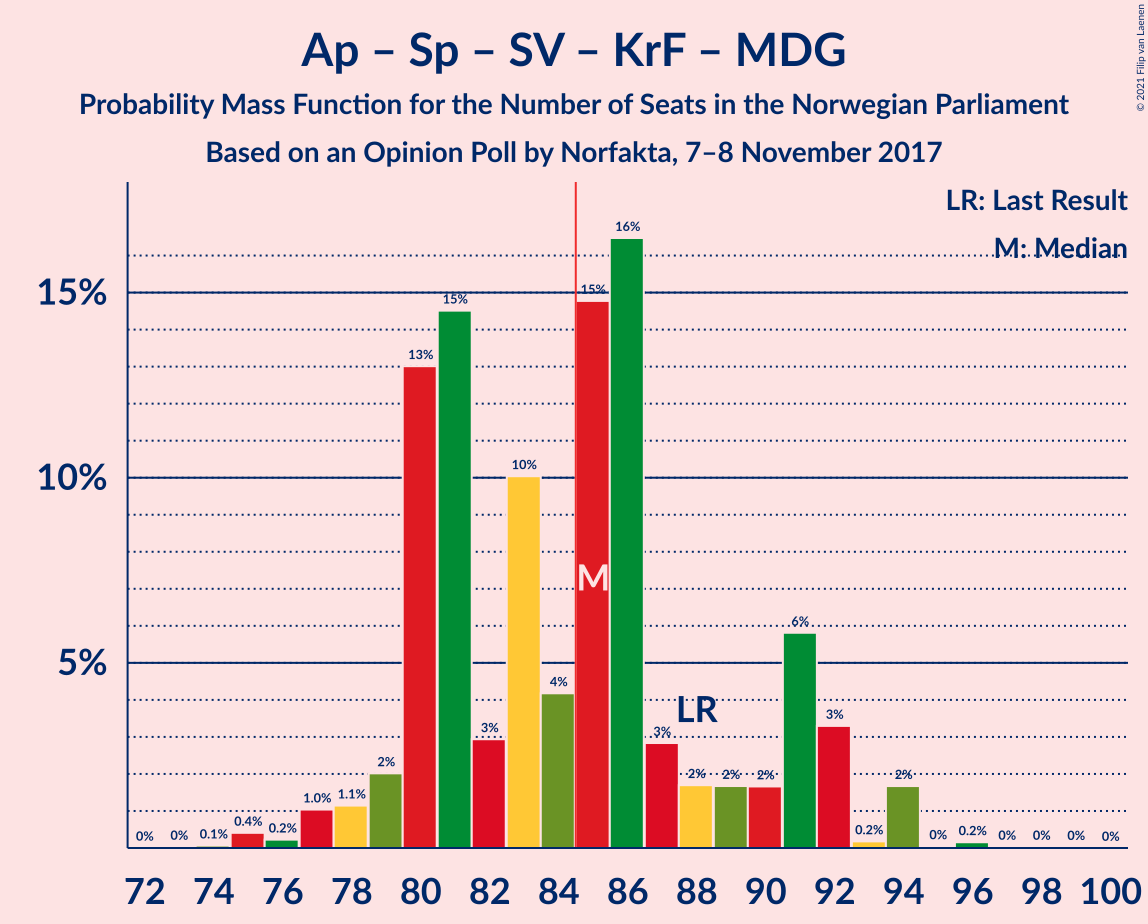 Ap – Sp – SV – KrF – MDG
Probability Mass Function for the Number of Seats in the Norwegian Parliament
Based on an Opinion Poll by Norfakta, 7–8 November 2017
© 2021 Filip van Laenen
LR: Last Result
M: Median
15%
10%
5%
0% 0% 0.1% 0.4% 0.2% 1.0% 1.1% 2% 13% 15% 3% 10% 4% 15% 16% 3% 2% 2% 2% 6% 3% 0.2% 2% 0% 0.2% 0% 0% 0% 0%
M
LR
72 74 76 78 80 82 84 86 88 90 92 94 96 98 100